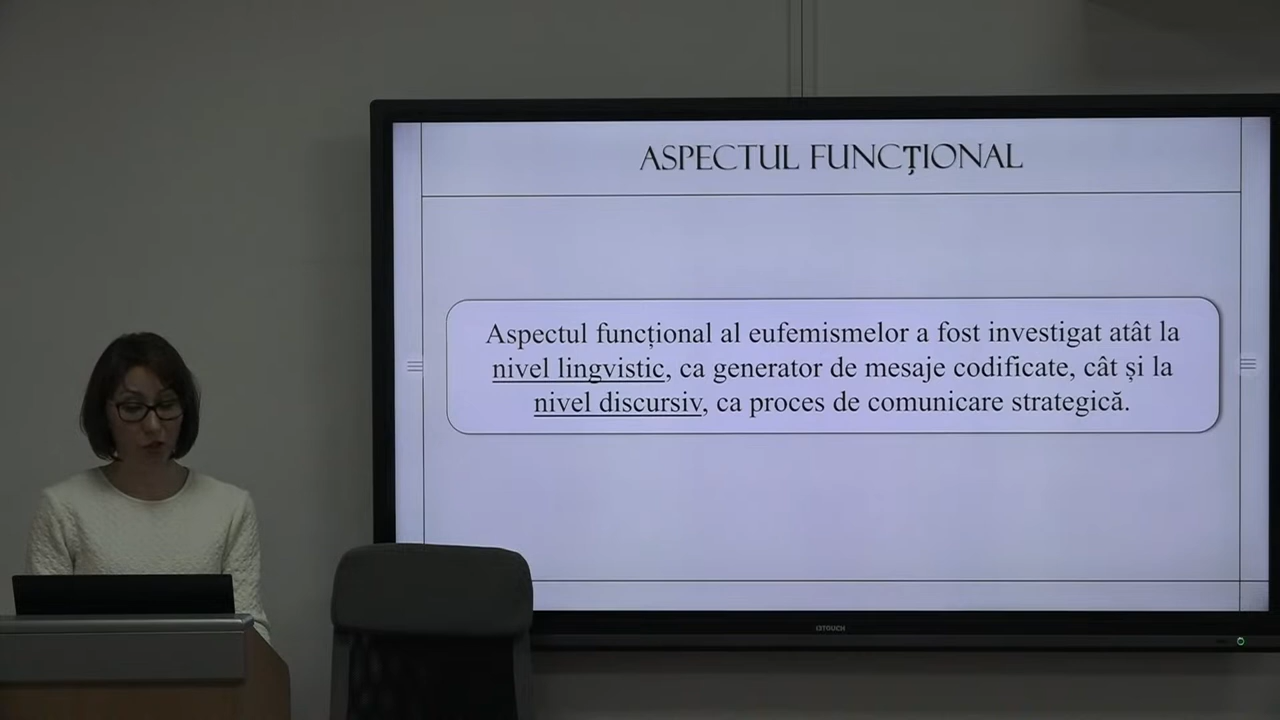 ASPECTUL FUNCȚIONAL
Aspectul funcțional al eufemismelor a fost investigat atât la
nivel lingvistic, ca generator de mesaje codificate, cât și la
nivel discursiv, ca proces de comunicare strategică.
i3TOUCH